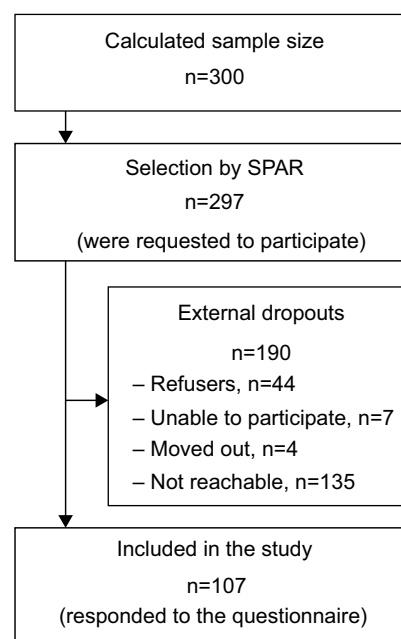 Calculated sample size
n=300
Selection by SPAR
n=297
(were requested to participate)
External dropouts
n=190
– Refusers, n=44
– Unable to participate, n=7
– Moved out, n=4
– Not reachable, n=135
Included in the study
n=107
(responded to the questionnaire)